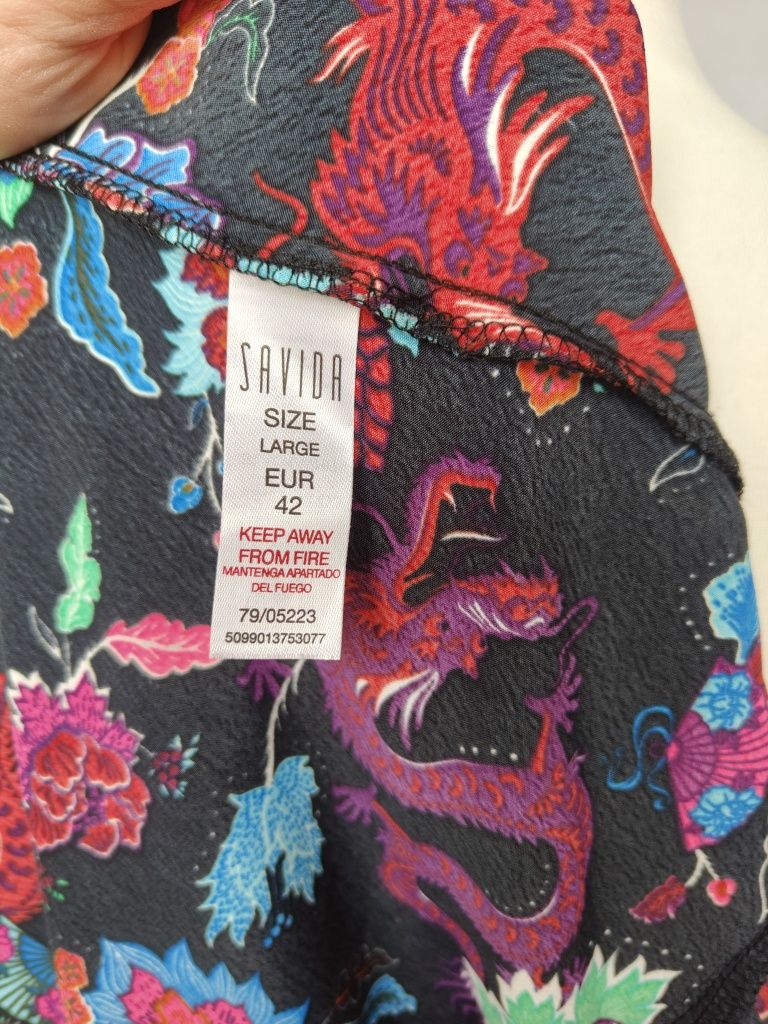 SAVIDA
SIZE
LARGE
EUR
42
KEEP AWAY
FROM FIRE
MANTENGA APARTADO
DEL FUEGO
79/05223
5099013753077